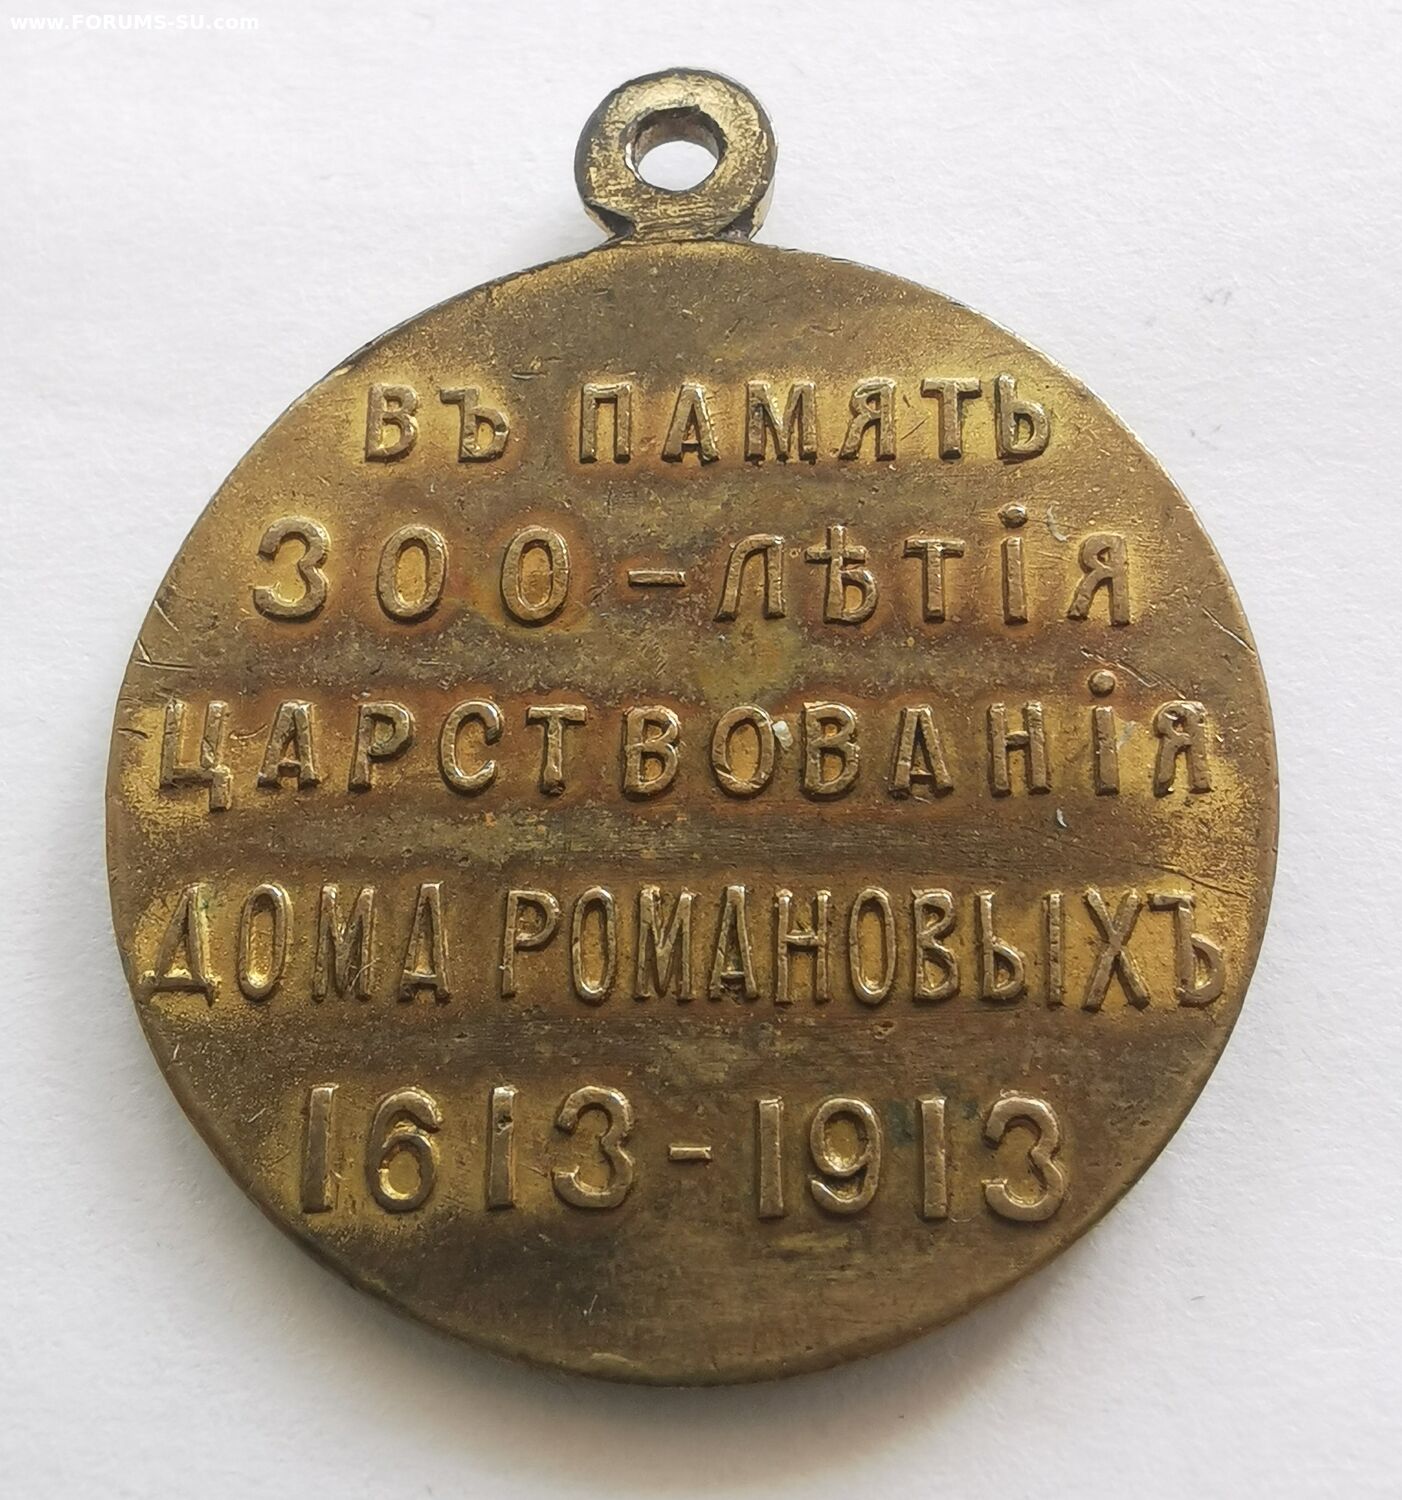 www.FORUMS-SU.com
ВЪ ПАМЯТЬ
300-ЛѢТІЯ
ЦАРСТВОВАНІЯ
ДОМА РОМАНОВЫХЪ
1613-1913